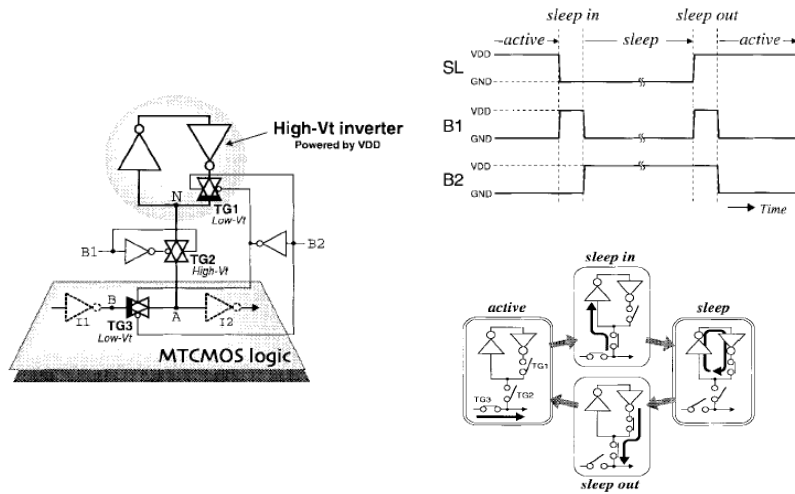 High-Vt inverter
Powered by VDD
N
TG1
Low-Vt
B1
TG2
High-Vt
B2
B
TG3
Low-Vt
A
I1
I2
MTCMOS logic
sleep in
sleep out
active
sleep
active
SL
VDD
GND
B1
VDD
GND
B2
VDD
GND
Time
sleep in
active
sleep
TG1
TG2
TG3
sleep out